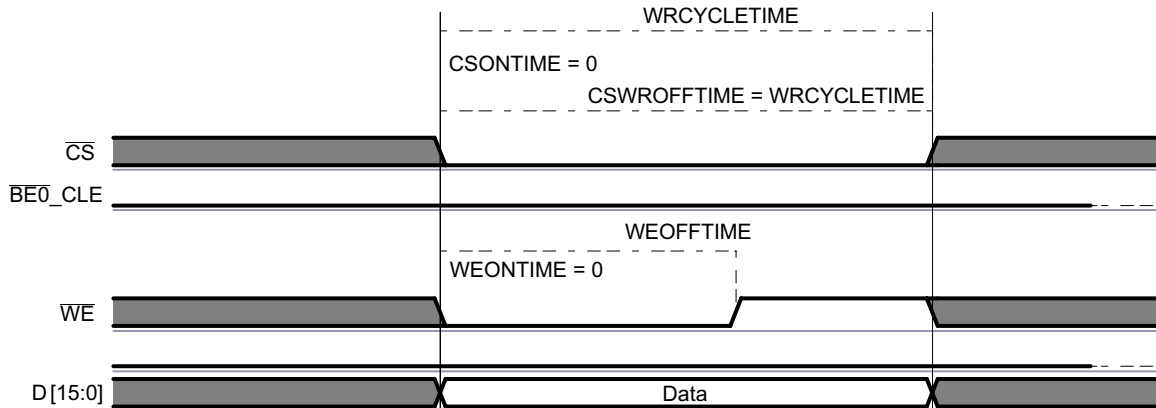 WRCYCLETIME
CSONTIME = 0
CSWROFFTIME = WRCYCLETIME
CS
BE0_CLE
WEOFFTIME
WEONTIME = 0
WE
D[15:0]
Data